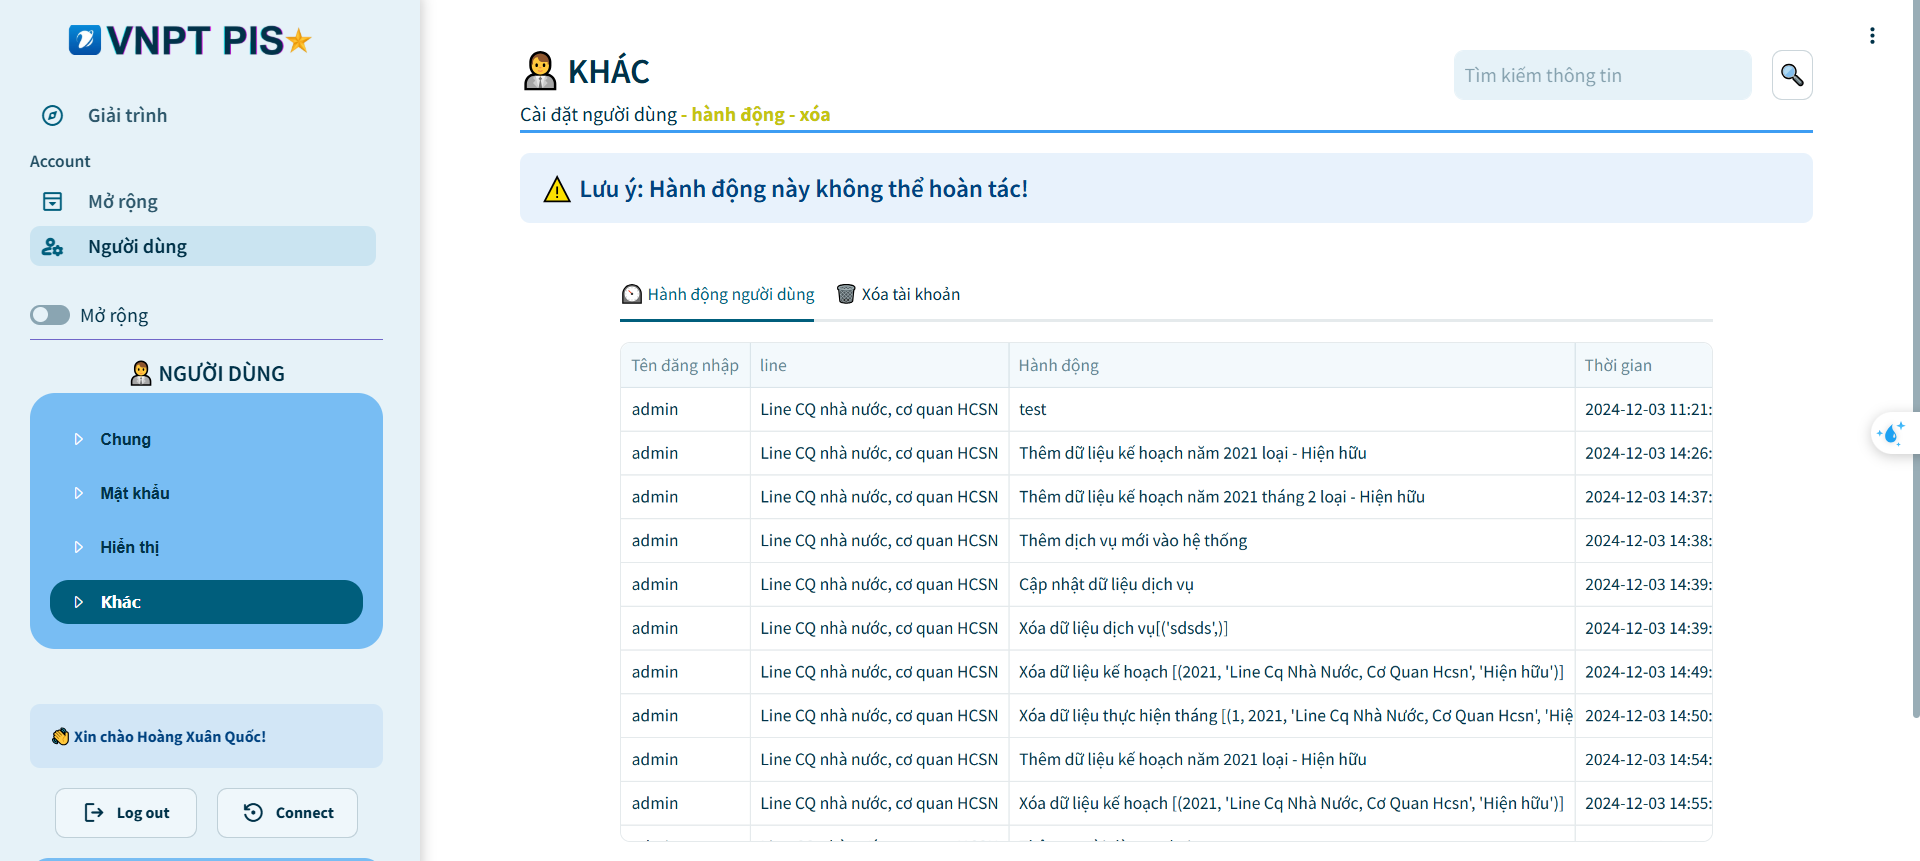 VNPT PIS
Giải trí​nh
Account
Mở rộng
Người dùng
Mở rộng
NGƯỜI DÙNG
Chung
Mật khẩu
Hiển thị
Khác
Xin chào Hoàng Xuân Quốc!
Log out
Connect
KHÁC
Tìm kiếm thông tin
Cài đặt người dùng - hành động - xóa
Lưu ý: Hành động này không thể hoàn tác!
Hành động người dùng
Xóa tài khoản
Tên đăng nhập line Hành động Thời gian
admin Line CQ nhà nước, cơ quan HCSN test 2024-12-03 11:21:
admin Line CQ nhà nước, cơ quan HCSN Thêm dữ liệu kế hoạch năm 2021 loại - Hiện hữu 2024-12-03 14:26:
admin Line CQ nhà nước, cơ quan HCSN Thêm dữ liệu kế hoạch năm 2021 tháng 2 loại - Hiện hữu 2024-12-03 14:37:
admin Line CQ nhà nước, cơ quan HCSN Thêm dịch vụ mới vào hệ thống 2024-12-03 14:38:
admin Line CQ nhà nước, cơ quan HCSN Cập nhật dữ liệu dịch vụ 2024-12-03 14:39:
admin Line CQ nhà nước, cơ quan HCSN Xóa dữ liệu dịch vụ[('sdsds',)] 2024-12-03 14:39:
admin Line CQ nhà nước, cơ quan HCSN Xóa dữ liệu kế hoạch [(2021, 'Line Cq Nhà Nước, Cơ Quan Hcsn', 'Hiện hữu')] 2024-12-03 14:49:
admin Line CQ nhà nước, cơ quan HCSN Xóa dữ liệu thực hiện tháng [(1, 2021, 'Line Cq Nhà Nước, Cơ Quan Hcsn', 'Hiệ 2024-12-03 14:50:
admin Line CQ nhà nước, cơ quan HCSN Thêm dữ liệu kế hoạch năm 2021 loại - Hiện hữu 2024-12-03 14:54:
admin Line CQ nhà nước, cơ quan HCSN Xóa dữ liệu kế hoạch [(2021, 'Line Cq Nhà Nước, Cơ Quan Hcsn', 'Hiện hữu')] 2024-12-03 14:55: